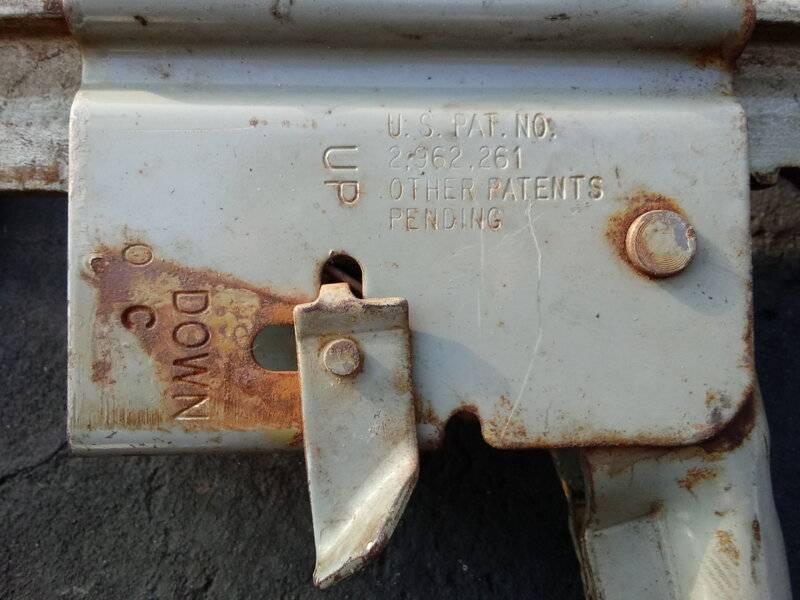 U. S. PAT. NO.
2,962,261
OTHER PATENTS
PENDING
UP
DOWN
C